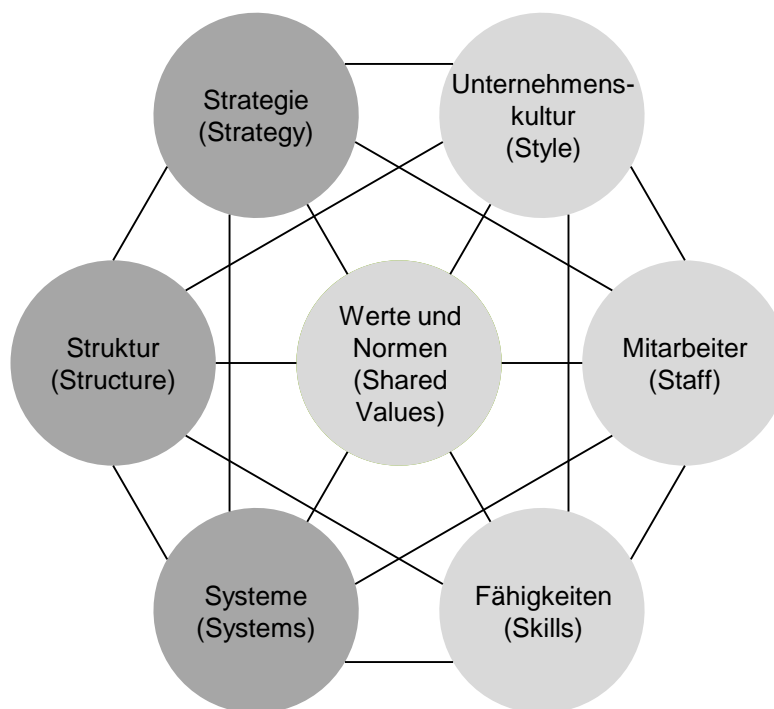 Strategie
(Strategy)
Unternehmens-
kultur
(Style)
Struktur
(Structure)
Werte und
Normen
(Shared
Values)
Mitarbeiter
(Staff)
Systeme
(Systems)
Fähigkeiten
(Skills)